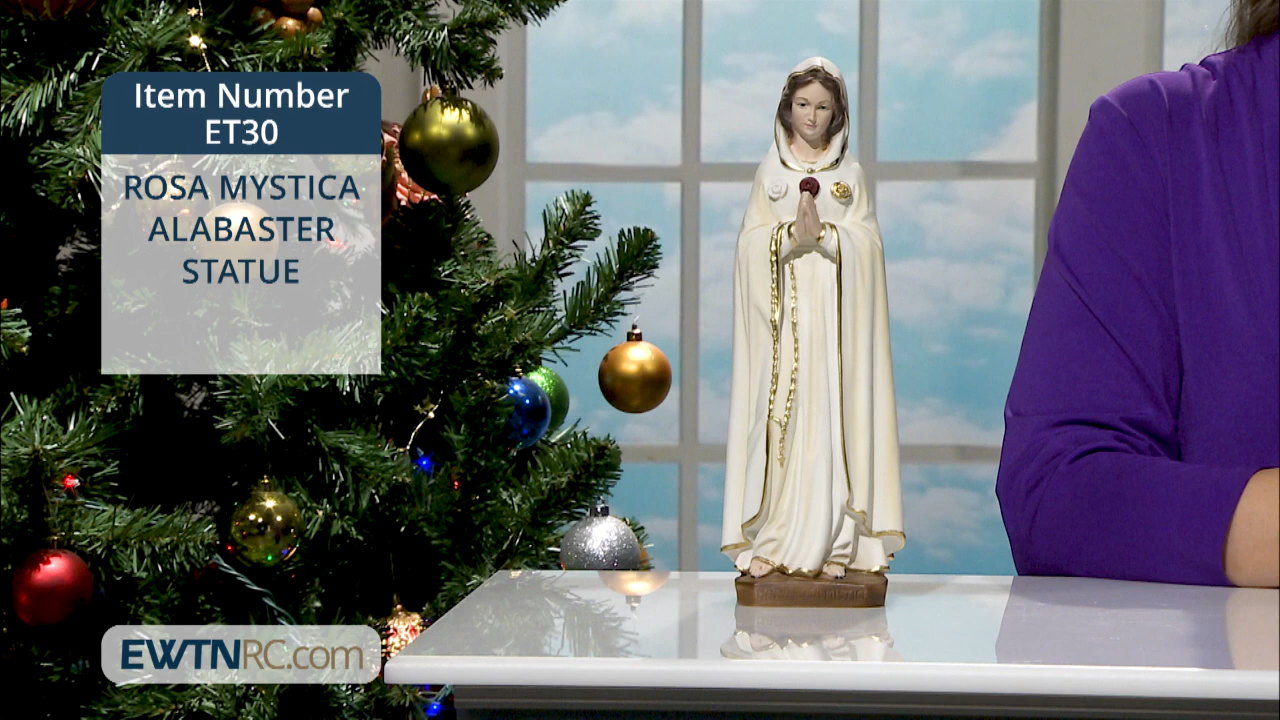 Item Number
ET30
ROSA MYSTICA
ALABASTER
STATUE
EWTNRC.com